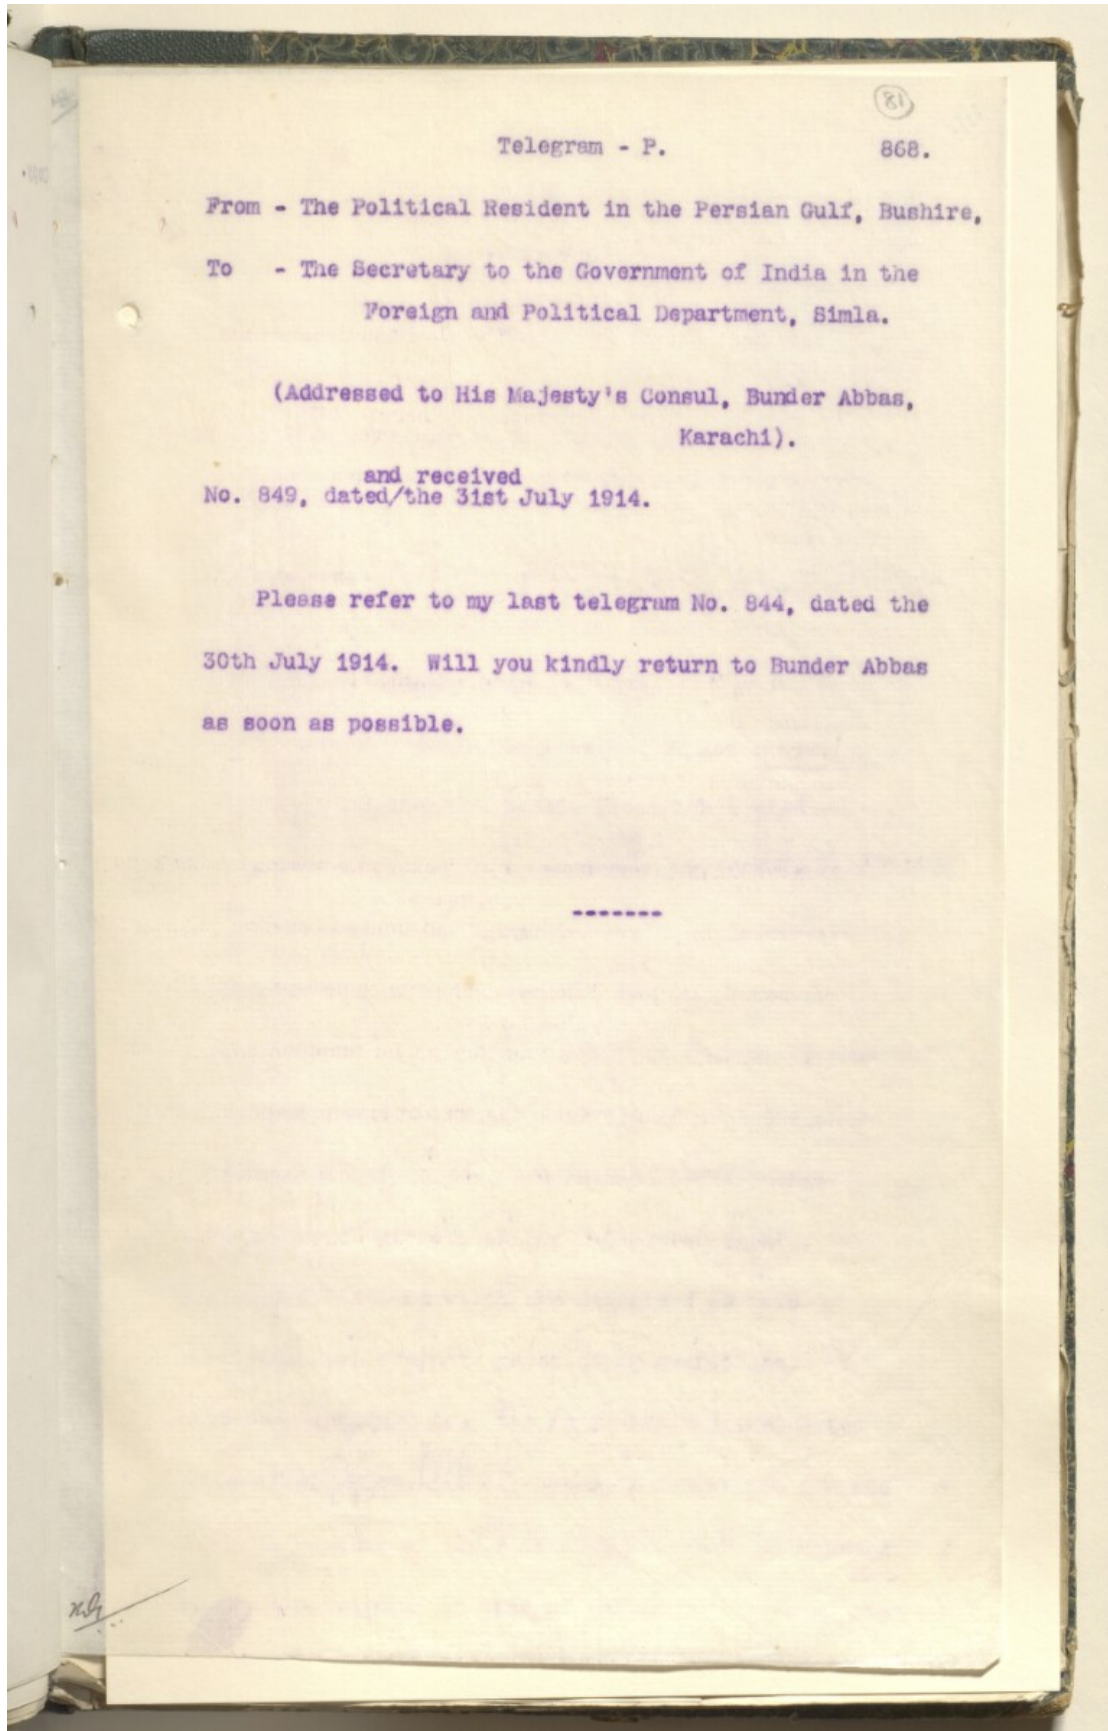 81
Telegram - P. 868.
From - The Political Resident in the Persian Gulf, Bushire,
To - The Secretary to the Government of India in the
Foreign and Political Department, Simla.
(Addressed to His Majesty's Consul, Bunder Abbas,
Karachi).
and received
No. 849, dated/the 31st July 1914.
Please refer to my last telegram No. 844, dated the
30th July 1914. Will you kindly return to Bunder Abbas
as soon as possible.
-------